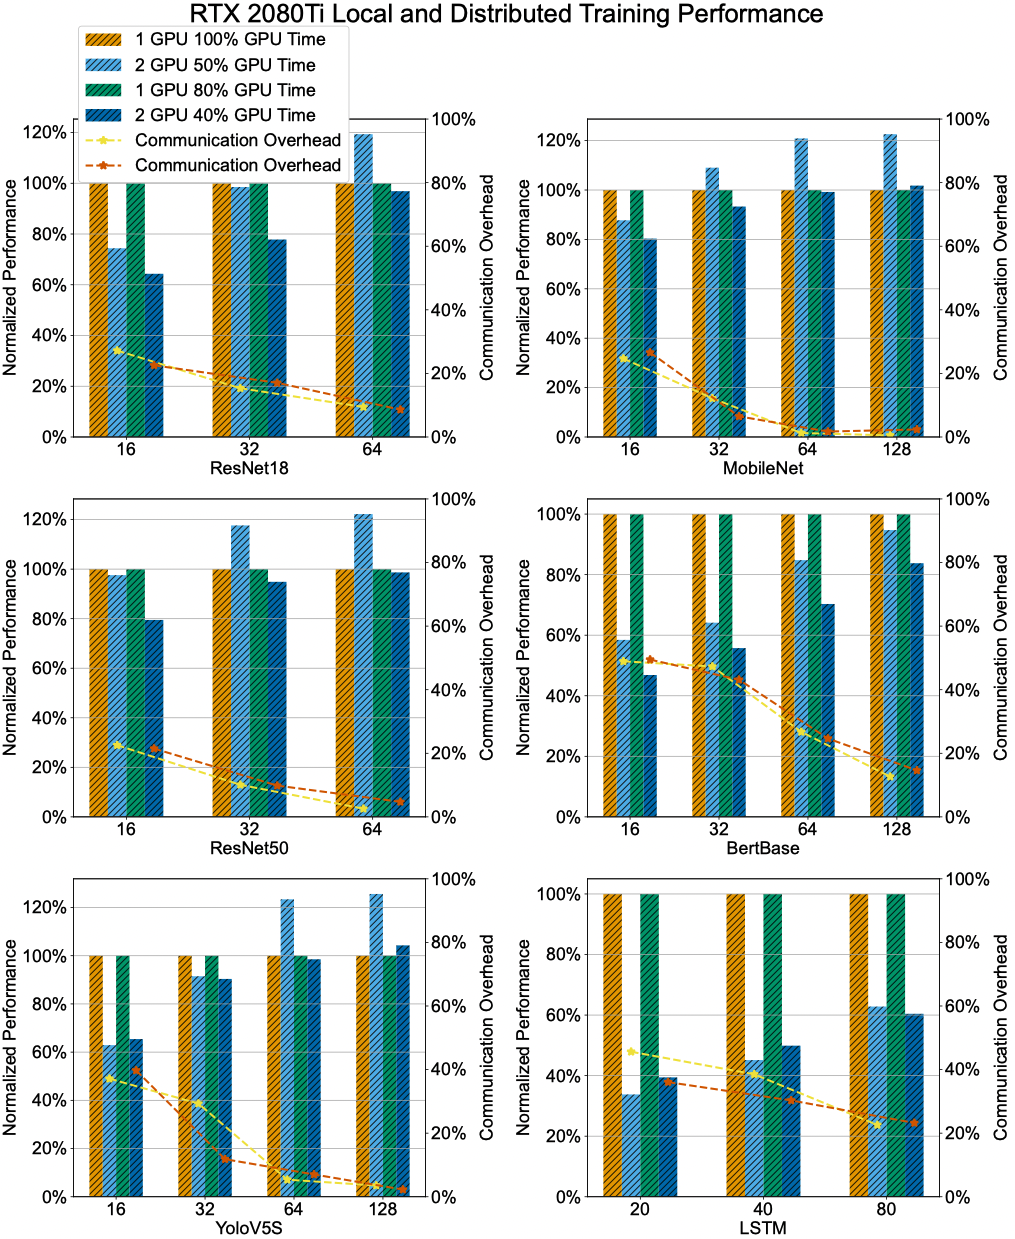 RTX 2080Ti Local and Distributed Training Performance
1 GPU 100% GPU Time
2 GPU 50% GPU Time
1 GPU 80% GPU Time
2 GPU 40% GPU Time
Communication Overhead
Communication Overhead
Normalized Performance
120%
100%
80%
60%
40%
20%
0%
16 32 64
ResNet18
100%
80%
60%
40%
20%
0%
Communication Overhead
Normalized Performance
120%
100%
80%
60%
40%
20%
0%
16 32 64 128
MobileNet
100%
80%
60%
40%
20%
0%
Communication Overhead
Normalized Performance
120%
100%
80%
60%
40%
20%
0%
16 32 64
ResNet50
100%
80%
60%
40%
20%
0%
Communication Overhead
Normalized Performance
100%
80%
60%
40%
20%
0%
16 32 64 128
BertBase
100%
80%
60%
40%
20%
0%
Communication Overhead
Normalized Performance
120%
100%
80%
60%
40%
20%
0%
16 32 64 128
YoloV5S
100%
80%
60%
40%
20%
0%
Communication Overhead
Normalized Performance
100%
80%
60%
40%
20%
0%
20 40 80
LSTM
100%
80%
60%
40%
20%
0%
Communication Overhead